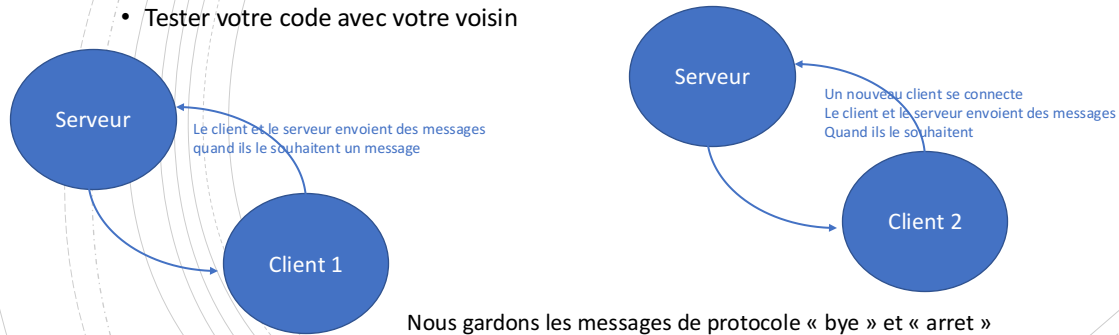 • Tester votre code avec votre voisin
Serveur
Le client et le serveur envoient des messages
quand ils le souhaitent un message
Client 1
Serveur
Un nouveau client se connecte
Le client et le serveur envoient des messages
Quand ils le souhaitent
Client 2
Nous gardons les messages de protocole « bye » et « arret »